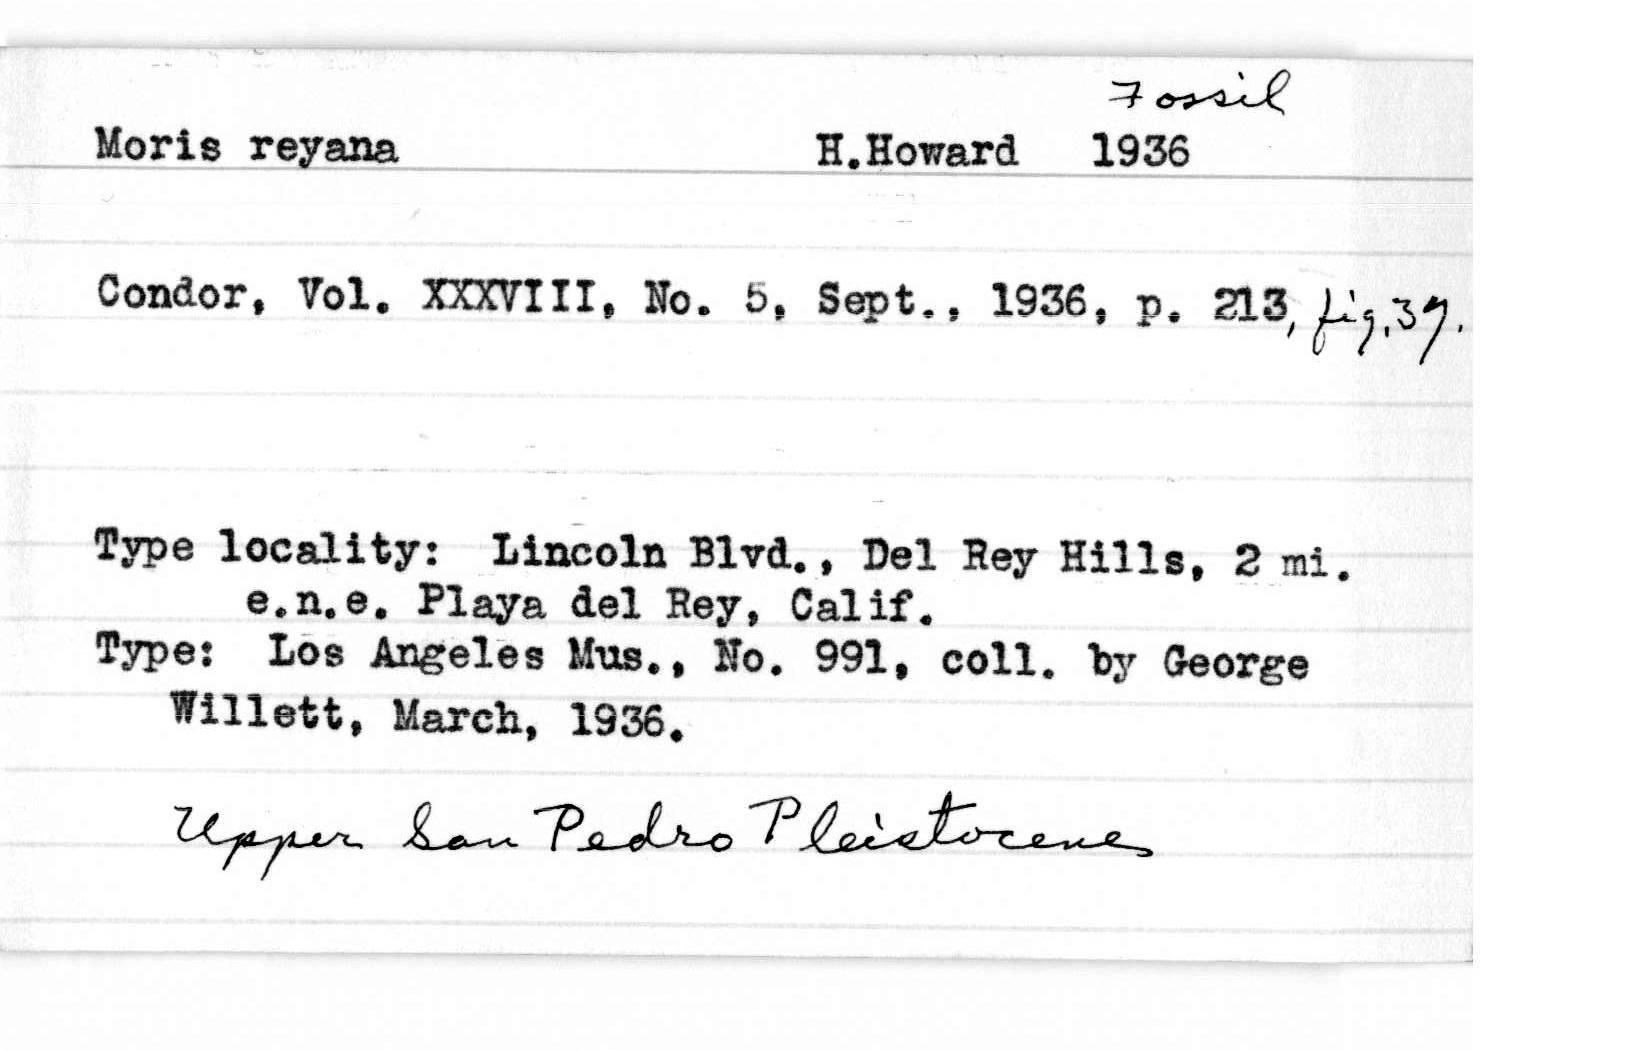 Fossil
Moris reyana H.Howard 1936
Condor, Vol. XXXVIII, No. 5, Sept., 1936, p. 213, fig. 37.
Type locality: Lincoln Blvd., Del Rey Hills, 2 mi.
e.n.e. Playa del Rey, Calif.
Type: Los Angeles Mus., No. 991, coll. by George
Willett, March, 1936.
Upper San Pedro Pleistocene